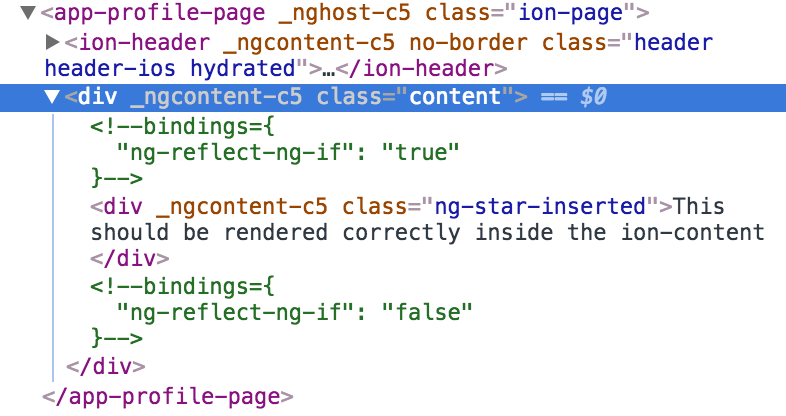 ▼<app-profile-page _nghost-c5 class="ion-page">
▶<ion-header _ngcontent-c5 no-border class="header
header-ios hydrated">…</ion-header>
▼<div _ngcontent-c5 class="content"> == $0
<!--bindings={
"ng-reflect-ng-if": "true"
}-->
<div _ngcontent-c5 class="ng-star-inserted">This
should be rendered correctly inside the ion-content
</div>
<!--bindings={
"ng-reflect-ng-if": "false"
}-->
</div>
</app-profile-page>